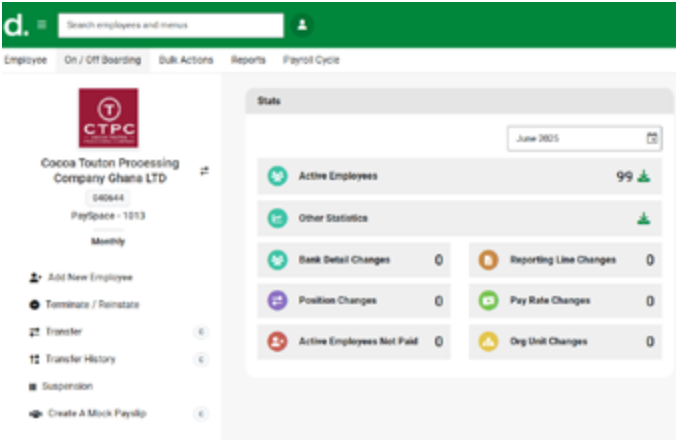 d.
Search employees and menus
Employee On / Off Boarding Bulk Actions Reports Payroll Cycle
T
CTPC
Cocoa Touton Processing
Company Ghana LTD
040644
PaySpace - 1013
Monthly
Add New Employee
Terminate / Reinstate
Transfer 0
Transfer History
Suspension
Create A Mock Payslip
Stats
June 2025
Active Employees 99
Other Statistics
Bank Detail Changes 0 Reporting Line Changes 0
Position Changes 0 Pay Rate Changes 0
Active Employees Not Paid 0 Org Unit Changes 0